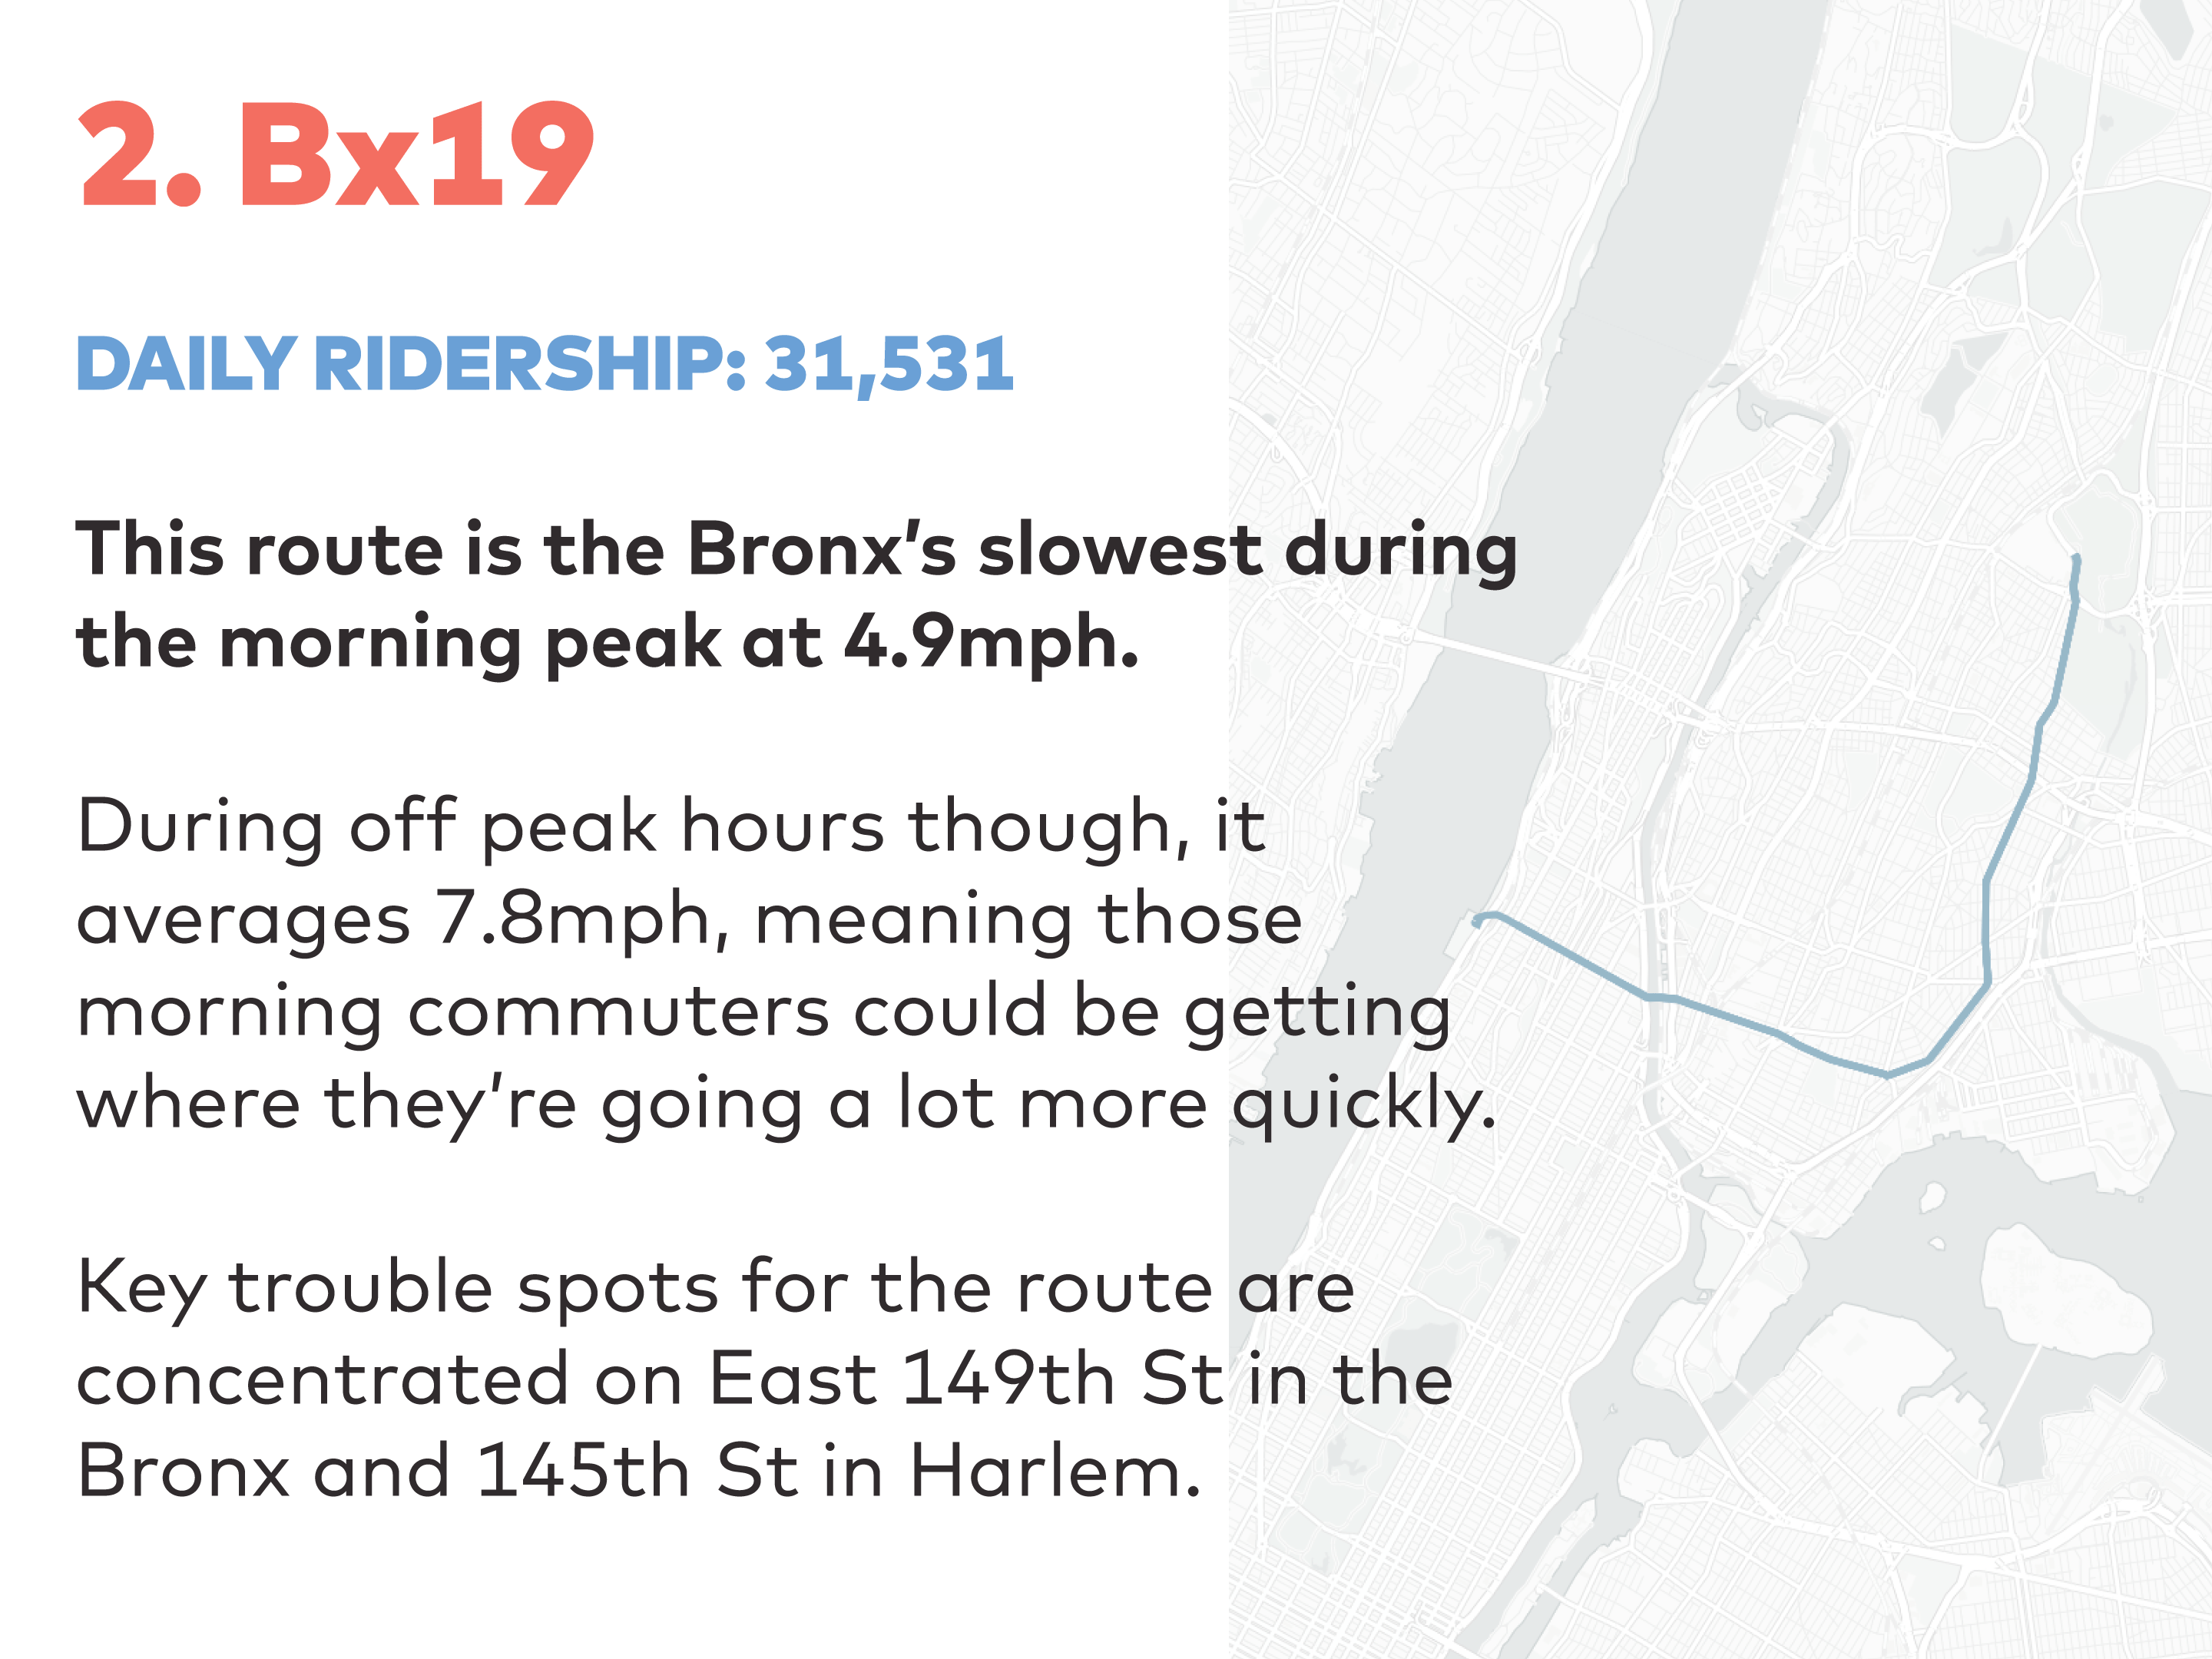 2. Bx19
DAILY RIDERSHIP: 31,531
This route is the Bronx’s slowest during
the morning peak at 4.9mph.
During off peak hours though, it
averages 7.8mph, meaning those
morning commuters could be getting
where they’re going a lot more quickly.
Key trouble spots for the route are
concentrated on East 149th St in the
Bronx and 145th St in Harlem.